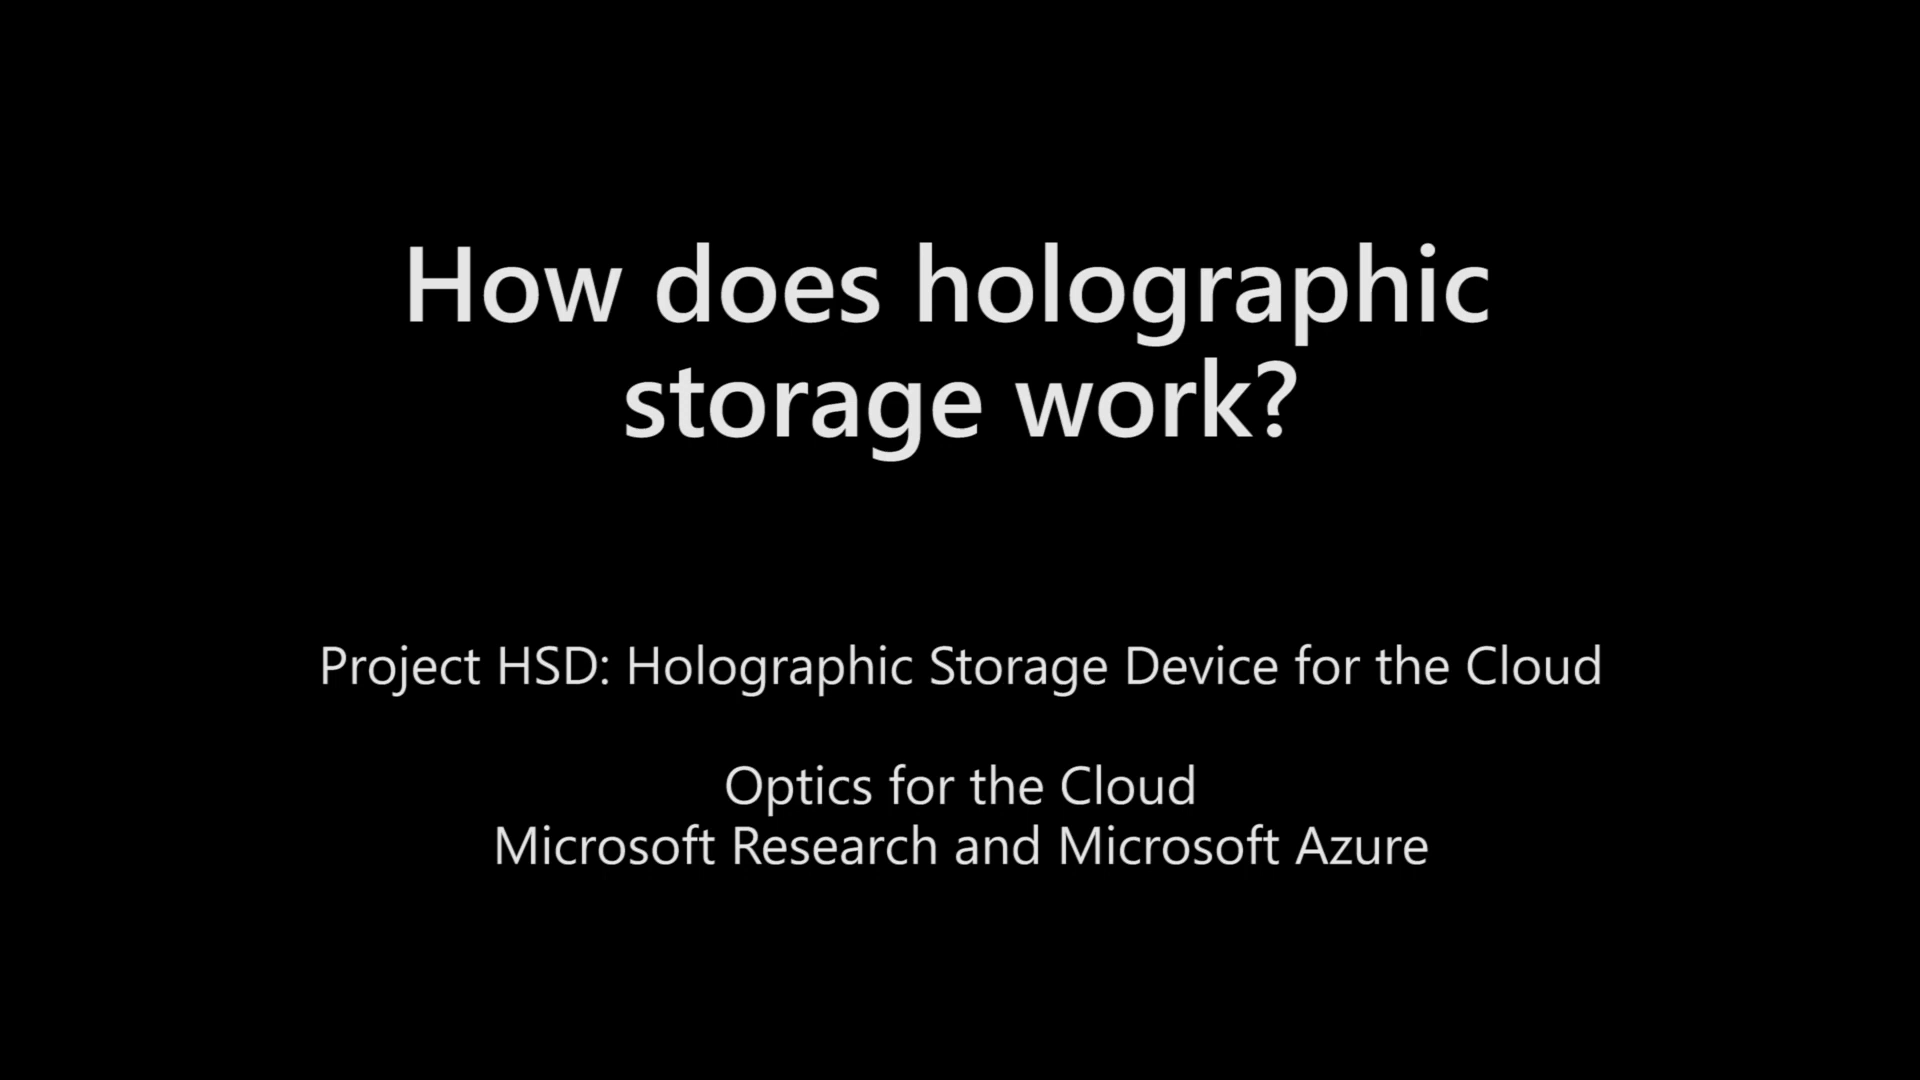 How does holographic
storage work?
Project HSD: Holographic Storage Device for the Cloud
Optics for the Cloud
Microsoft Research and Microsoft Azure